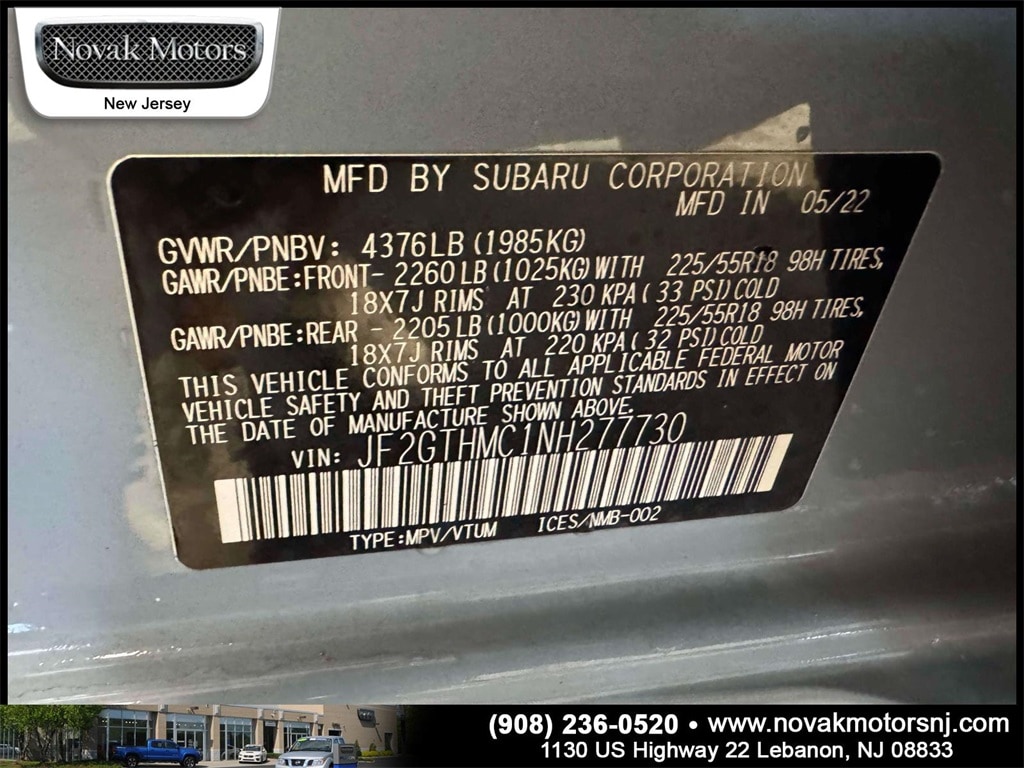 Novak Motors
New Jersey
MFD BY SUBARU CORPORATION
MFD IN 05/22
GVWR/PNBV: 4376LB (1985KG)
GAWR/PNBE:FRONT- 2260LB (1025KG) WITH 225/55R18 98H TIRES,
18X7J RIMS AT 230 KPA ( 33 PSI) COLD
GAWR/PNBE:REAR - 2205LB (1000KG) WITH 225/55R18 98H TIRES,
18X7J RIMS AT 220 KPA ( 32 PSI) COLD
THIS VEHICLE CONFORMS TO ALL APPLICABLE FEDERAL MOTOR
VEHICLE SAFETY AND THEFT PREVENTION STANDARDS IN EFFECT ON
THE DATE OF MANUFACTURE SHOWN ABOVE.
VIN: JF2GTHMC1NH277730
TYPE:MPV/VTUM ICES/NMB-002
(908) 236-0520 • www.novakmotorsnj.com
1130 US Highway 22 Lebanon, NJ 08833